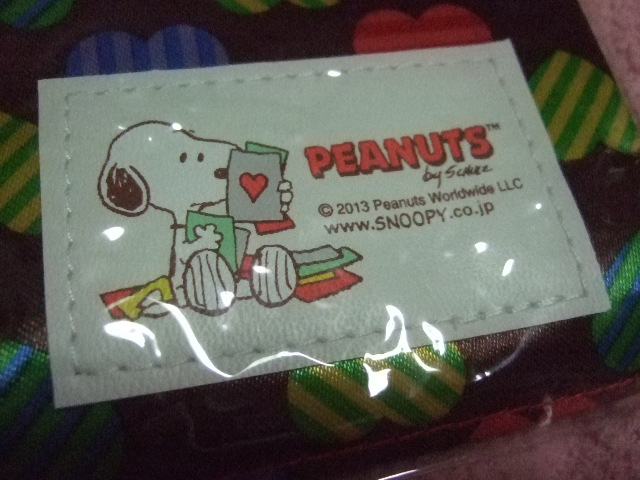 PEANUTS™
by Schulz
© 2013 Peanuts Worldwide LLC
www.SNOOPY.co.jp